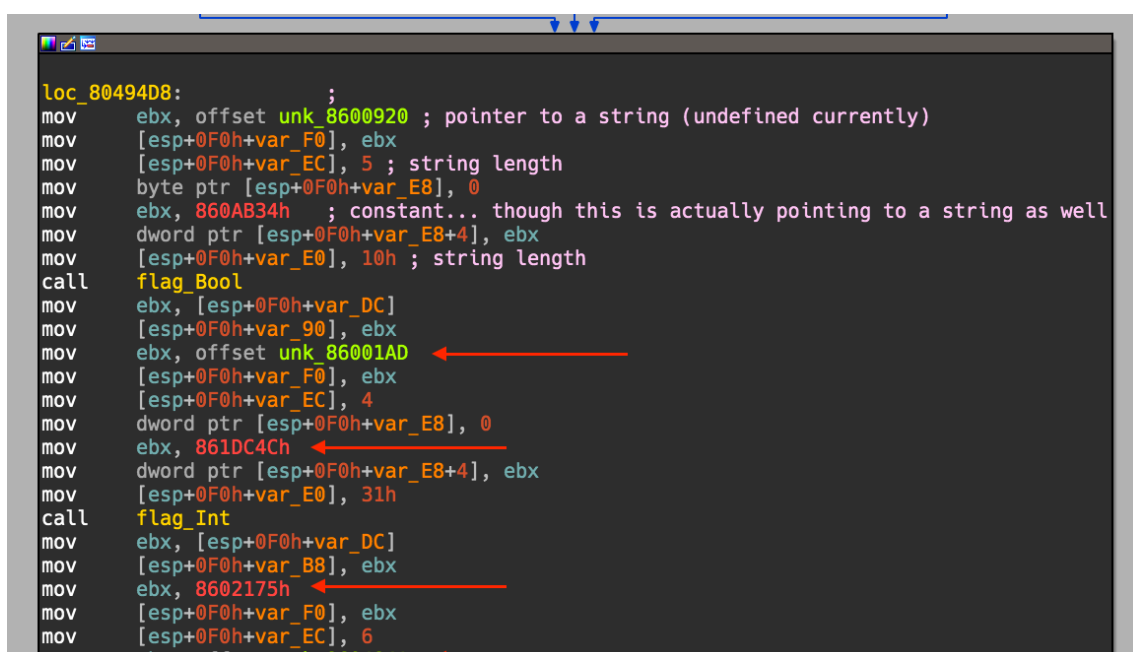 loc_80494D8: ;
mov ebx, offset unk_8600920 ; pointer to a string (undefined currently)
mov [esp+0F0h+var_F0], ebx
mov [esp+0F0h+var_EC], 5 ; string length
mov byte ptr [esp+0F0h+var_E8], 0
mov ebx, 860AB34h ; constant... though this is actually pointing to a string as well
mov dword ptr [esp+0F0h+var_E8+4], ebx
mov [esp+0F0h+var_E0], 10h ; string length
call flag_Bool
mov ebx, [esp+0F0h+var_DC]
mov [esp+0F0h+var_90], ebx
mov ebx, offset unk_86001AD
mov [esp+0F0h+var_F0], ebx
mov [esp+0F0h+var_EC], 4
mov dword ptr [esp+0F0h+var_E8], 0
mov ebx, 861DC4Ch
mov dword ptr [esp+0F0h+var_E8+4], ebx
mov [esp+0F0h+var_E0], 31h
call flag_Int
mov ebx, [esp+0F0h+var_DC]
mov [esp+0F0h+var_B8], ebx
mov ebx, 8602175h
mov [esp+0F0h+var_F0], ebx
mov [esp+0F0h+var_EC], 6